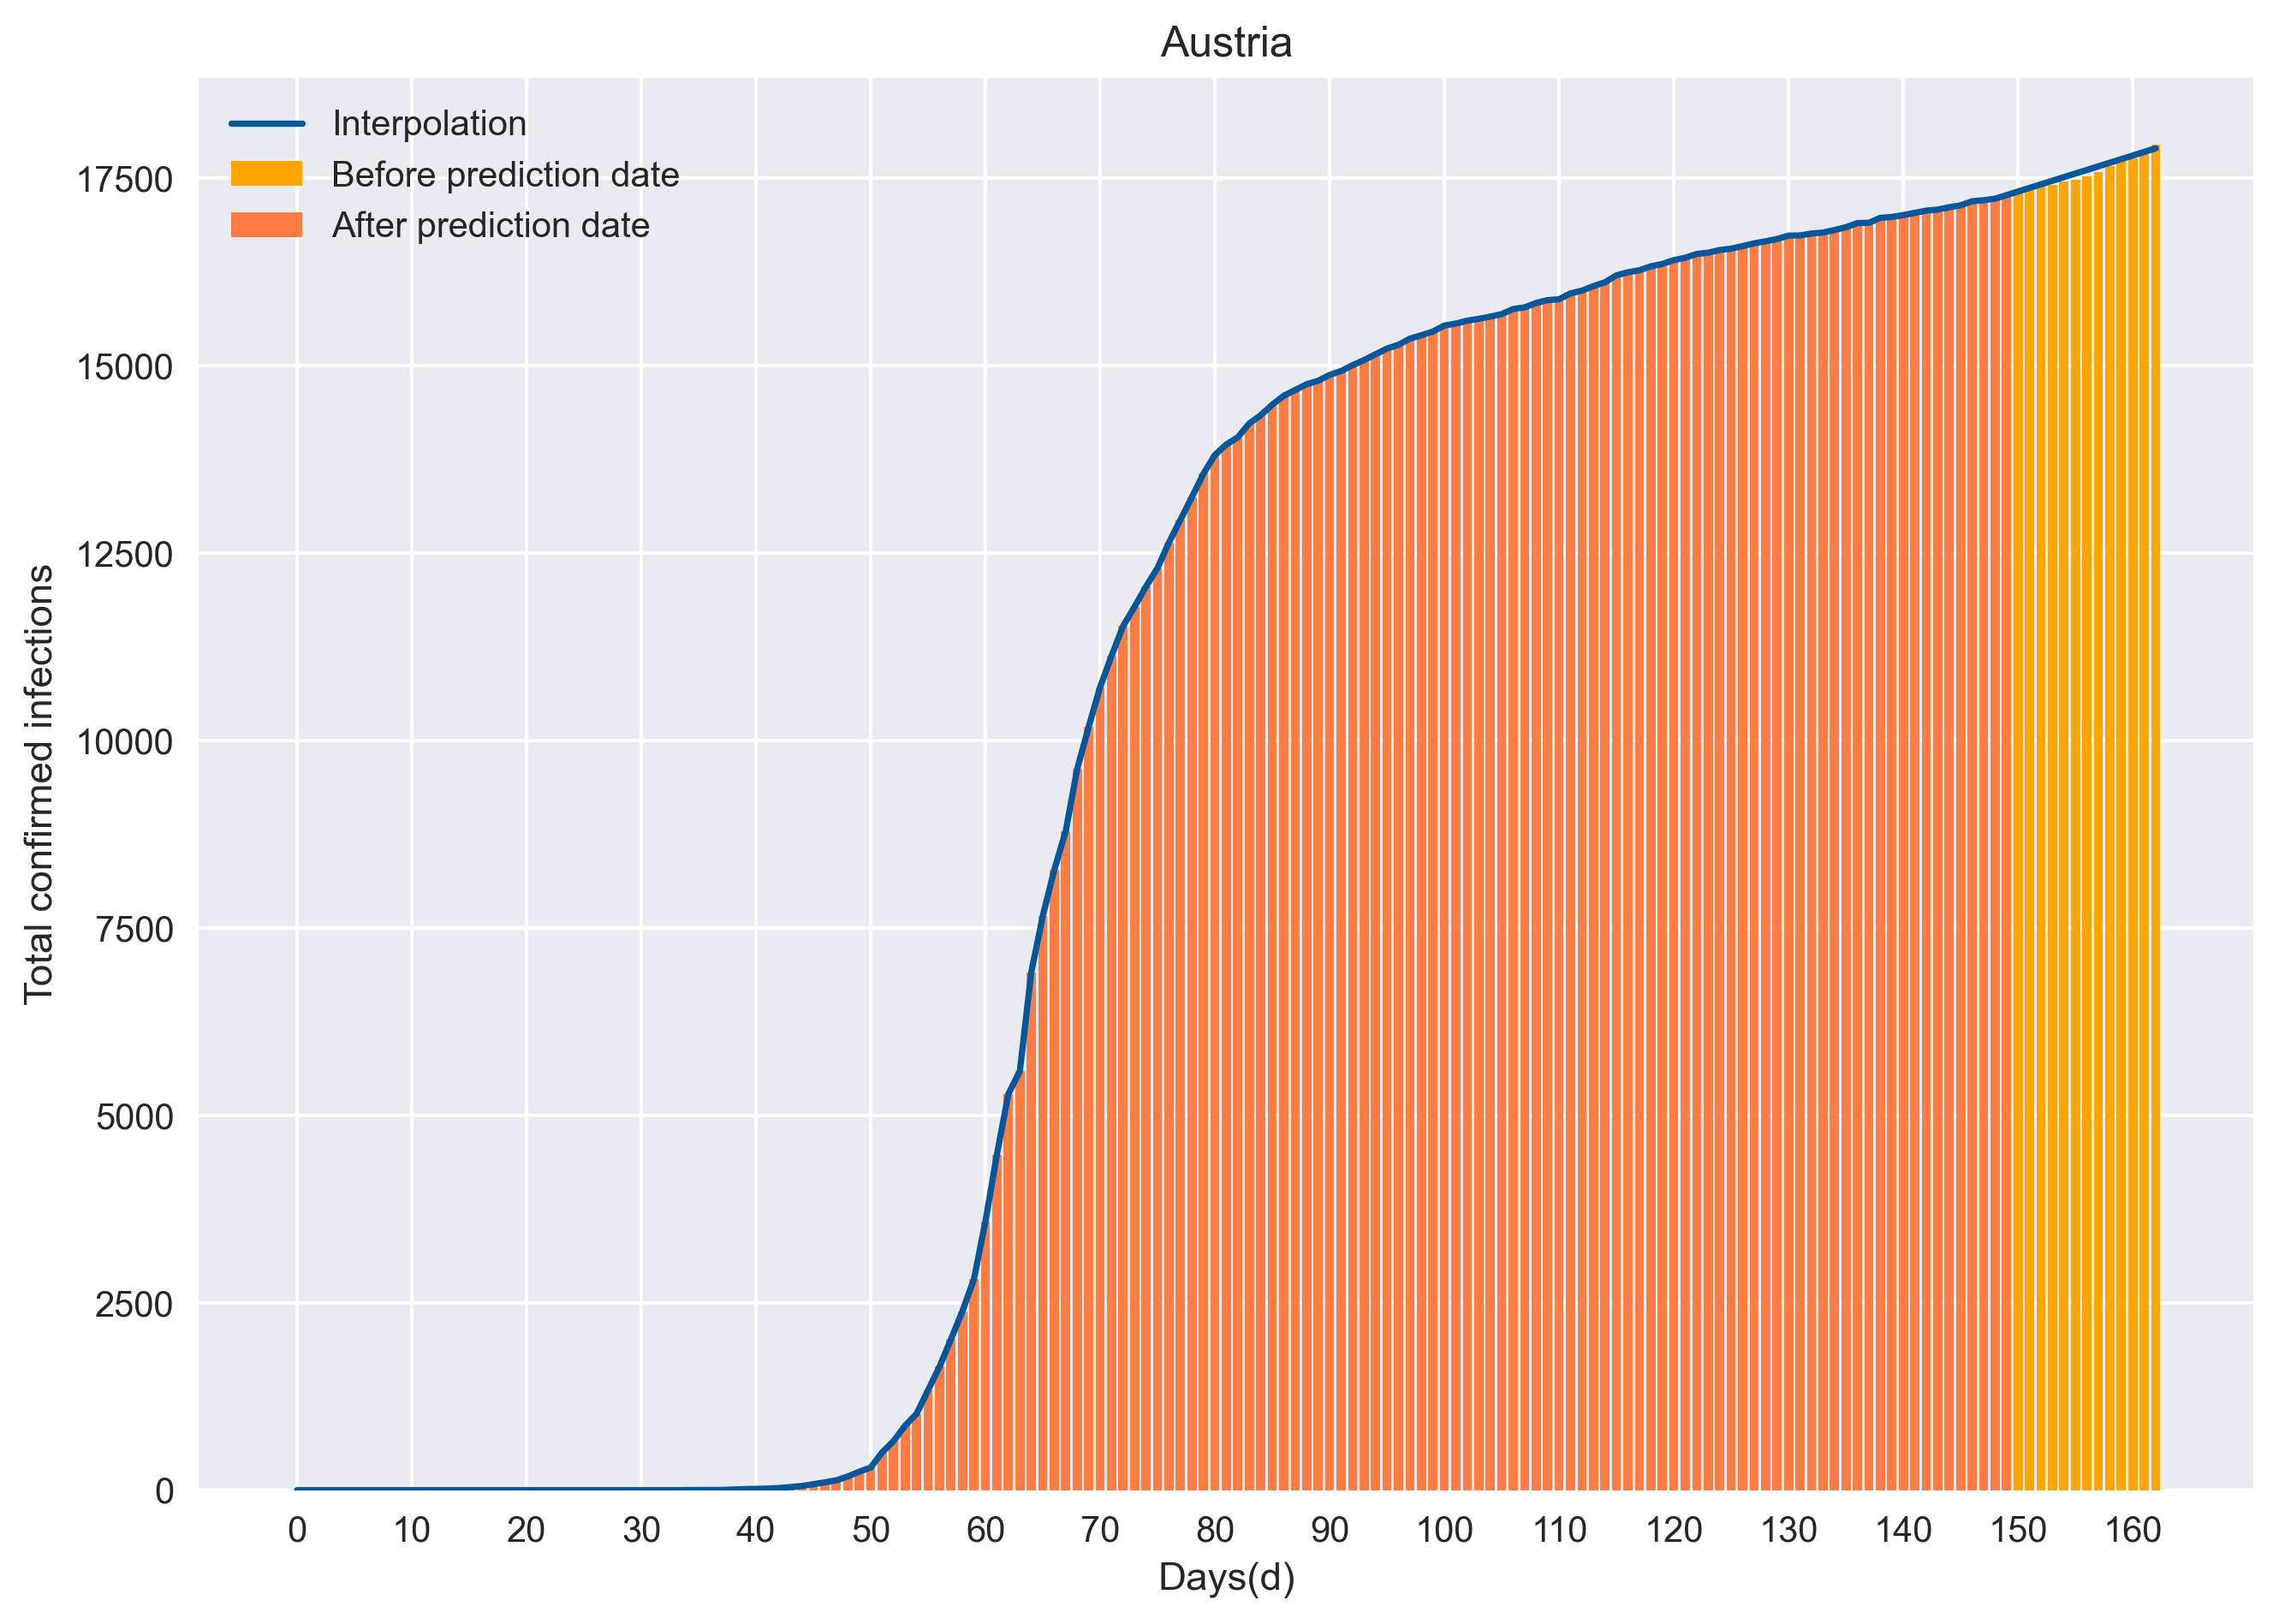 Austria
Interpolation
Before prediction date
After prediction date
17500
15000
12500
10000
7500
5000
2500
0
Total confirmed infections
0 10 20 30 40 50 60 70 80 90 100 110 120 130 140 150 160
Days(d)